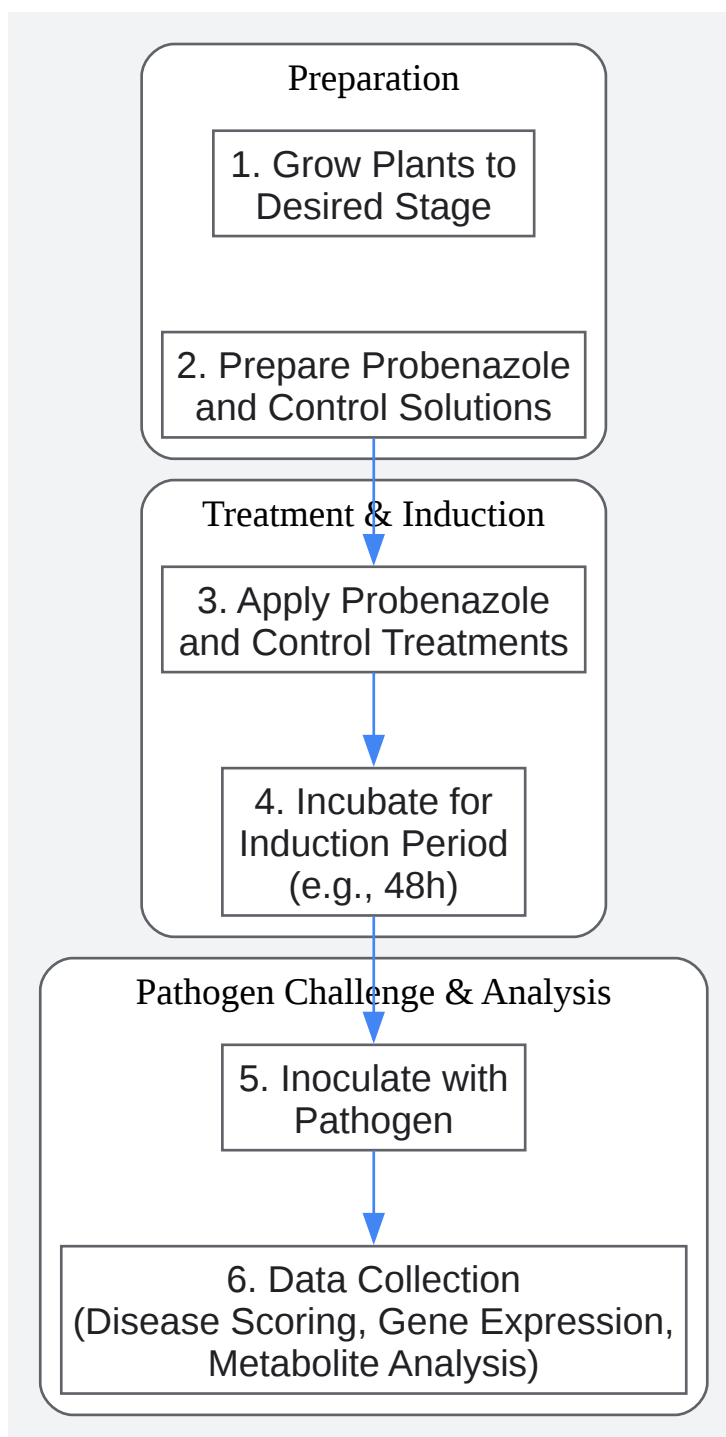 Preparation
1. Grow Plants to
Desired Stage
2. Prepare Probenazole
and Control Solutions
Treatment & Induction
3. Apply Probenazole
and Control Treatments
4. Incubate for
Induction Period
(e.g., 48h)
Pathogen Challenge & Analysis
5. Inoculate with
Pathogen
6. Data Collection
(Disease Scoring, Gene Expression,
Metabolite Analysis)